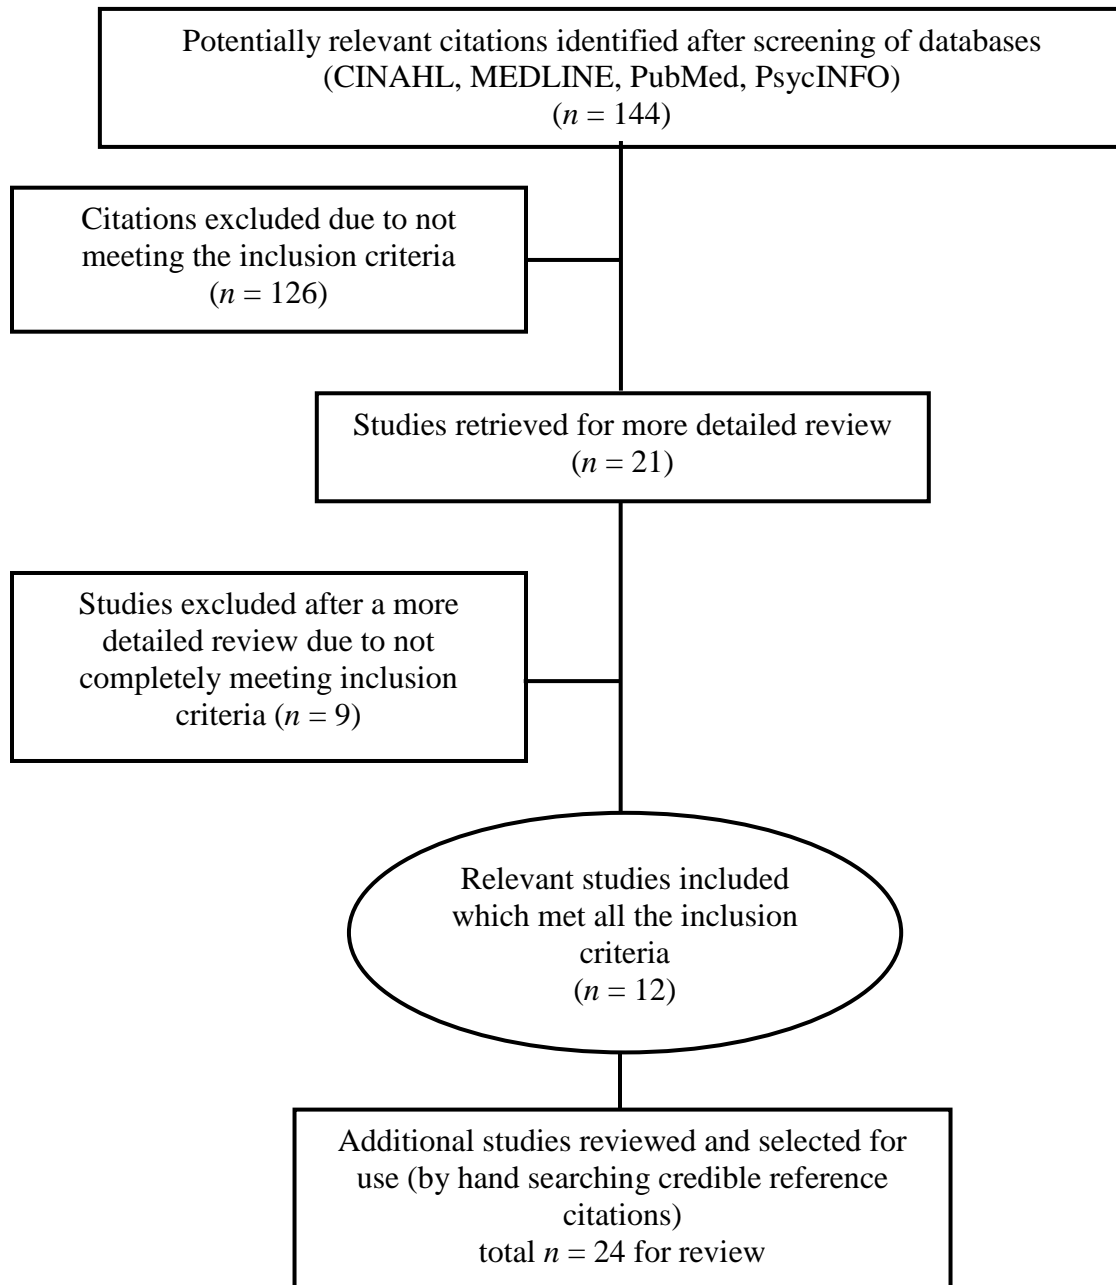 Potentially relevant citations identified after screening of databases
(CINAHL, MEDLINE, PubMed, PsycINFO)
(n = 144)
Citations excluded due to not
meeting the inclusion criteria
(n = 126)
Studies retrieved for more detailed review
(n = 21)
Studies excluded after a more
detailed review due to not
completely meeting inclusion
criteria (n = 9)
Relevant studies included
which met all the inclusion
criteria
(n = 12)
Additional studies reviewed and selected for
use (by hand searching credible reference
citations)
total n = 24 for review